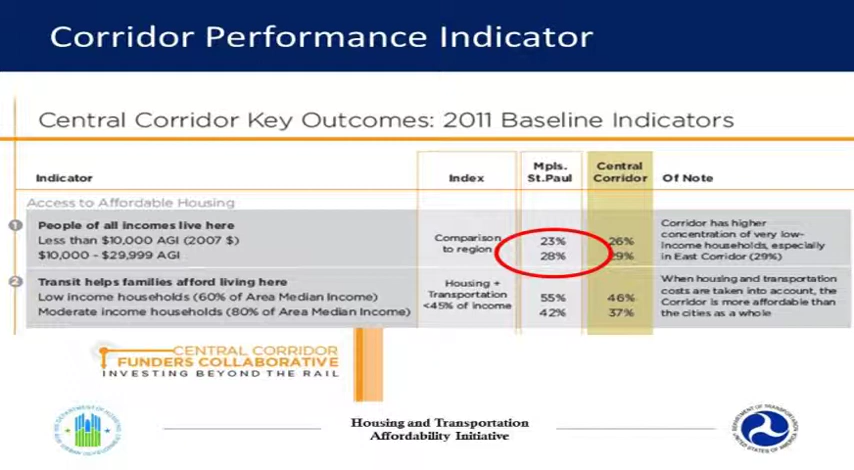 Corridor Performance Indicator
Central Corridor Key Outcomes: 2011 Baseline Indicators
Indicator Index Mpls. St.Paul Central Corridor Of Note
Access to Affordable Housing
1 People of all incomes live here
Less than $10,000 AGI (2007 $)
$10,000 - $29,999 AGI
Comparison
to region
23%
28%
26%
29%
Corridor has higher
concentration of very low-
income households, especially
in East Corridor (29%)
2 Transit helps families afford living here
Low income households (60% of Area Median Income)
Moderate income households (80% of Area Median Income)
Housing +
Transportation
<45% of income
55%
42%
46%
37%
When housing and transportation
costs are taken into account, the
Corridor is more affordable than
the cities as a whole
CENTRAL CORRIDOR
FUNDERS COLLABORATIVE
INVESTING BEYOND THE RAIL
Housing and Transportation
Affordability Initiative